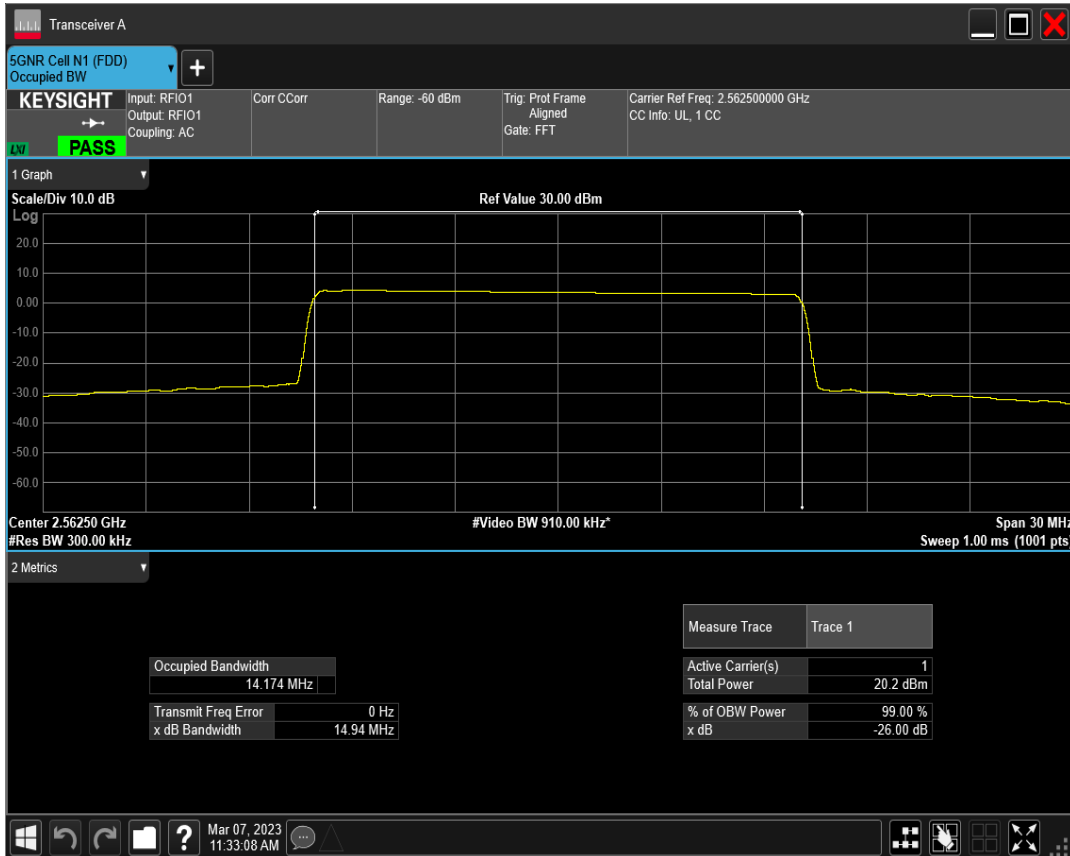 Transceiver A
5GNR Cell N1 (FDD)
Occupied BW
+
KEYSIGHT
LXI
PASS
Input: RFIO1
Output: RFIO1
Coupling: AC
Corr CCorr
Range: -60 dBm
Trig: Prot Frame
Aligned
Gate: FFT
Carrier Ref Freq: 2.562500000 GHz
CC Info: UL, 1 CC
1 Graph
Scale/Div 10.0 dB
Ref Value 30.00 dBm
Log
20.0
10.0
0.00
-10.0
-20.0
-30.0
-40.0
-50.0
-60.0
Center 2.56250 GHz
#Video BW 910.00 kHz*
Span 30 MHz
#Res BW 300.00 kHz
Sweep 1.00 ms (1001 pts)
2 Metrics
Measure Trace Trace 1
Occupied Bandwidth
14.174 MHz
Active Carrier(s) 1
Total Power 20.2 dBm
Transmit Freq Error 0 Hz
x dB Bandwidth 14.94 MHz
% of OBW Power 99.00 %
x dB -26.00 dB
?
Mar 07, 2023
11:33:08 AM